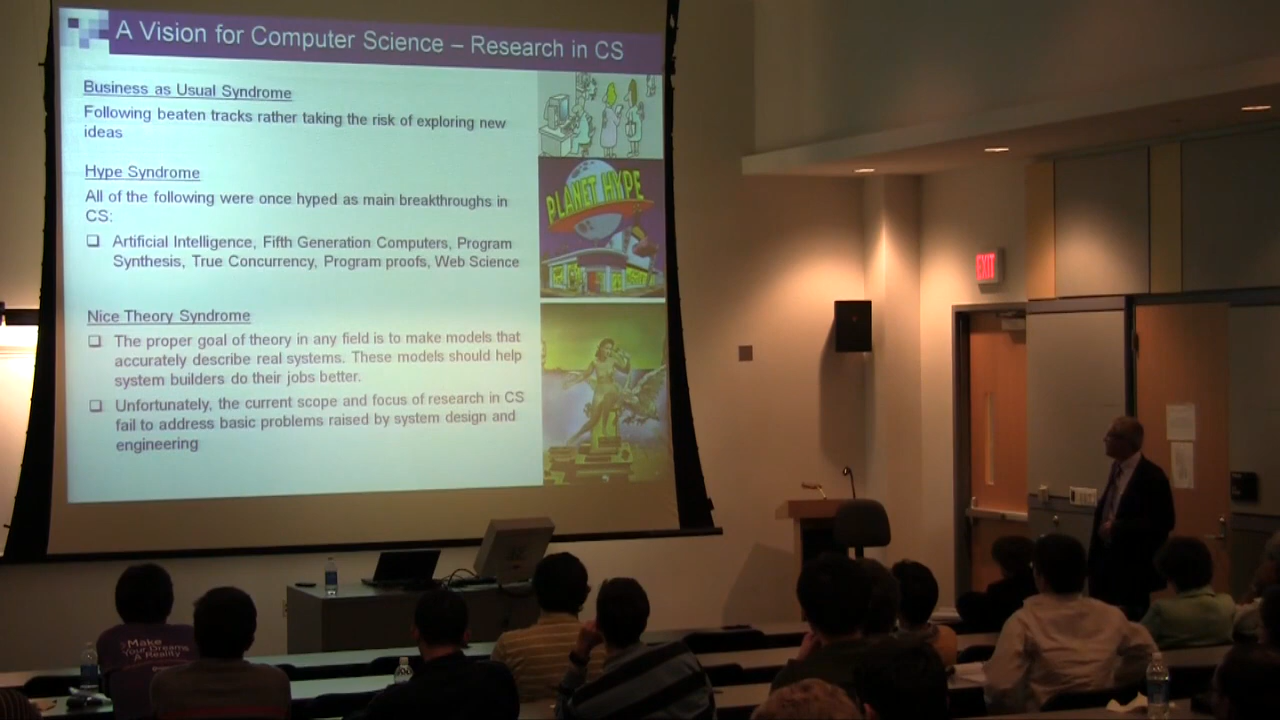 A Vision for Computer Science – Research in CS
Business as Usual Syndrome
Following beaten tracks rather taking the risk of exploring new
ideas
Hype Syndrome
All of the following were once hyped as main breakthroughs in
CS:
Artificial Intelligence, Fifth Generation Computers, Program
Synthesis, True Concurrency, Program proofs, Web Science
Nice Theory Syndrome
The proper goal of theory in any field is to make models that
accurately describe real systems. These models should help
system builders do their jobs better.
Unfortunately, the current scope and focus of research in CS
fail to address basic problems raised by system design and
engineering
PLANET HYPE
EXIT
Make
Your Dreams
A Reality